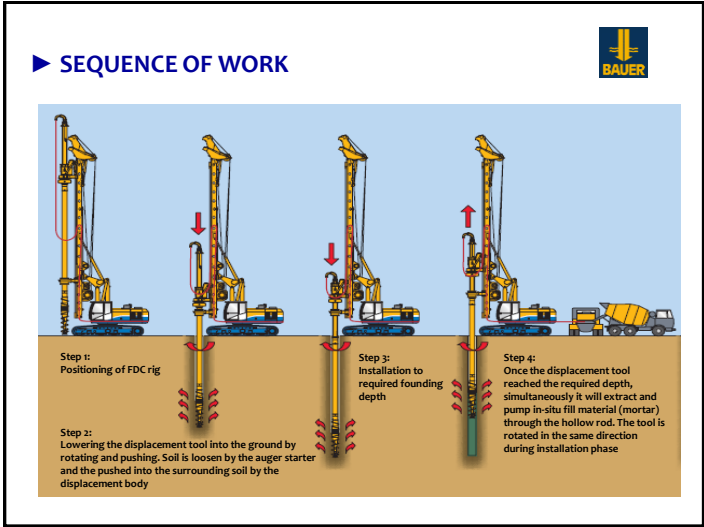 ► SEQUENCE OF WORK
BAUER
Step 1:
Positioning of FDC rig
Step 2:
Lowering the displacement tool into the ground by
rotating and pushing. Soil is loosen by the auger starter
and the pushed into the surrounding soil by the
displacement body
Step 3:
Installation to
required founding
depth
Step 4:
Once the displacement tool
reached the required depth,
simultaneously it will extract and
pump in-situ fill material (mortar)
through the hollow rod. The tool is
rotated in the same direction
during installation phase